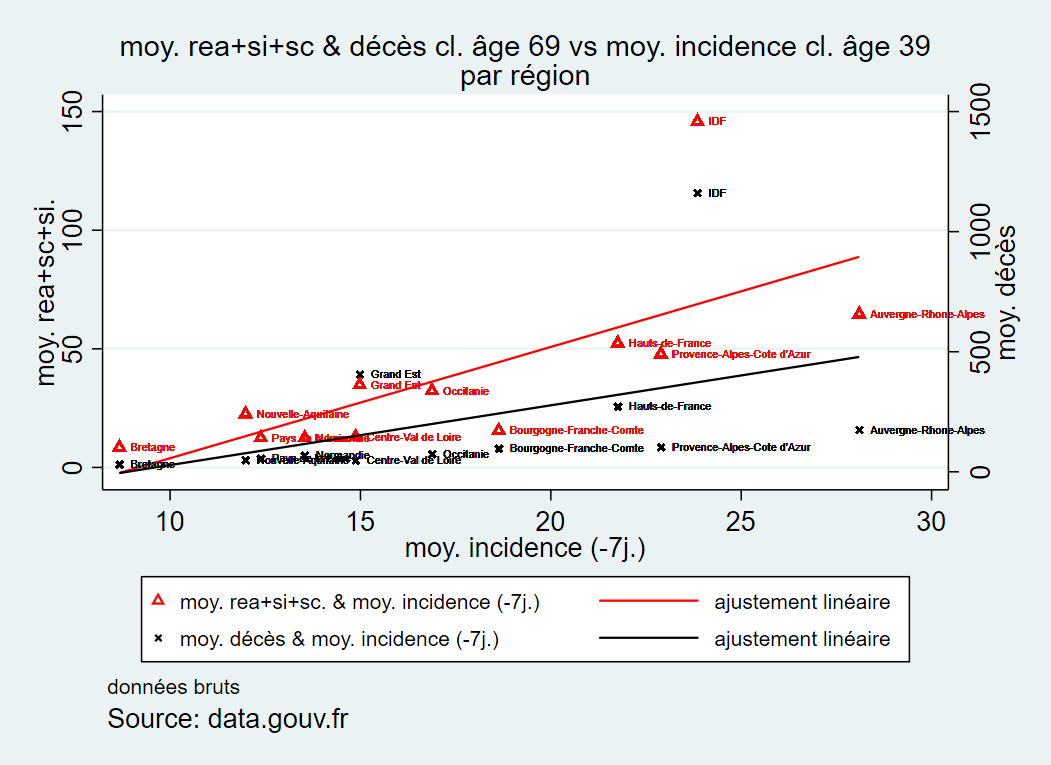 moy. rea+si+sc & décès cl. âge 69 vs moy. incidence cl. âge 39
par région
moy. rea+sc+si.
150
100
50
0
1500
1000
500
0
moy. décès
IDF
IDF
Auvergne-Rhone-Alpes
Hauts-de-France
Provence-Alpes-Cote d'Azur
Grand Est
Grand Est
Occitanie
Hauts-de-France
Nouvelle-Aquitaine
Bourgogne-Franche-Comte
Auvergne-Rhone-Alpes
Centre-Val de Loire
Bretagne
Bourgogne-Franche-Comte
Provence-Alpes-Cote d'Azur
Normandie
Occitanie
Nouvelle-Aquitaine
Centre-Val de Loire
Bretagne
10
15
20
25
30
moy. incidence (-7j.)
moy. rea+si+sc. & moy. incidence (-7j.)
ajustement linéaire
moy. décès & moy. incidence (-7j.)
ajustement linéaire
données bruts
Source: data.gouv.fr